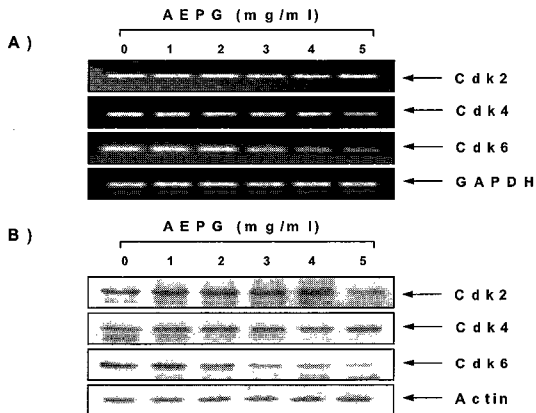 AEPG (mg/ml)
A)
0 1 2 3 4 5
Cdk2
Cdk4
Cdk6
GAPDH
AEPG (mg/ml)
B)
0 1 2 3 4 5
Cdk2
Cdk4
Cdk6
Actin